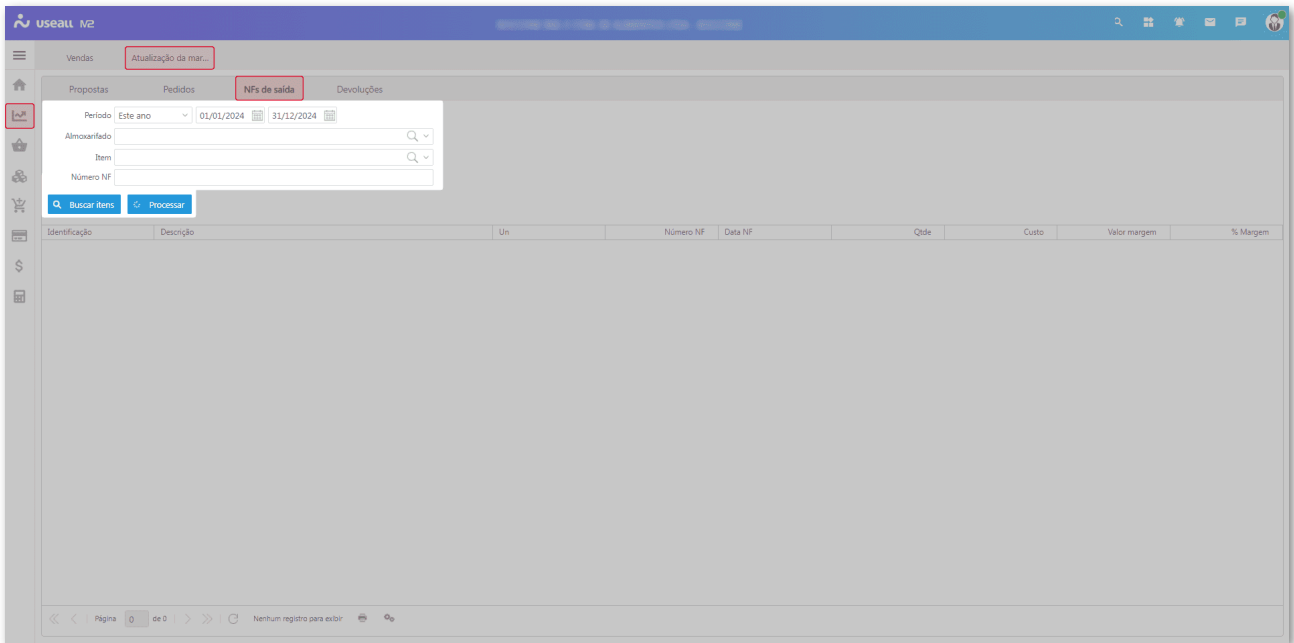 useall M2
Vendas Atualização da mar...
Propostas Pedidos NFs de saída Devoluções
Período Este ano 01/01/2024 31/12/2024
Almoxarifado
Item
Número NF
Buscar itens Processar
Identificação Descrição Un Número NF Data NF Qtde Custo Valor margem % Margem
Página 0 de 0 Nenhum registro para exibir